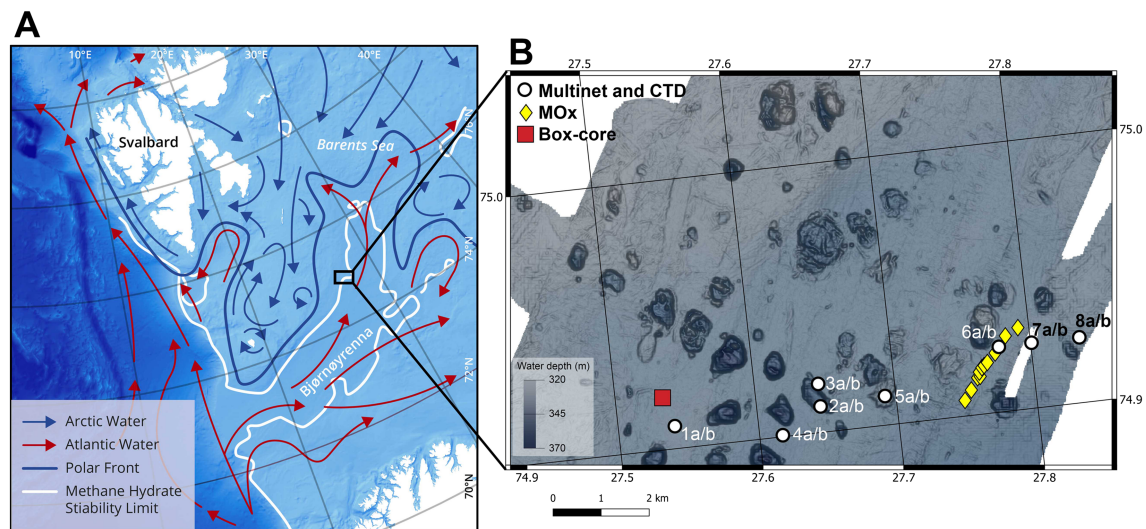 A
10°E
20°E
30°E
40°E
Svalbard
Barents Sea
76°N
74°N
Bjørnøyrenna
72°N
70°N
Arctic Water
Atlantic Water
Polar Front
Methane Hydrate
Stiability Limit
B
27.5
27.6
27.7
27.8
Multinet and CTD
MOx
Box-core
75.0
75.0
6a/b
7a/b
8a/b
3a/b
5a/b
2a/b
1a/b
4a/b
74.9
Water depth (m)
320
345
370
74.9
27.5
27.6
27.7
27.8
0
1
2 km